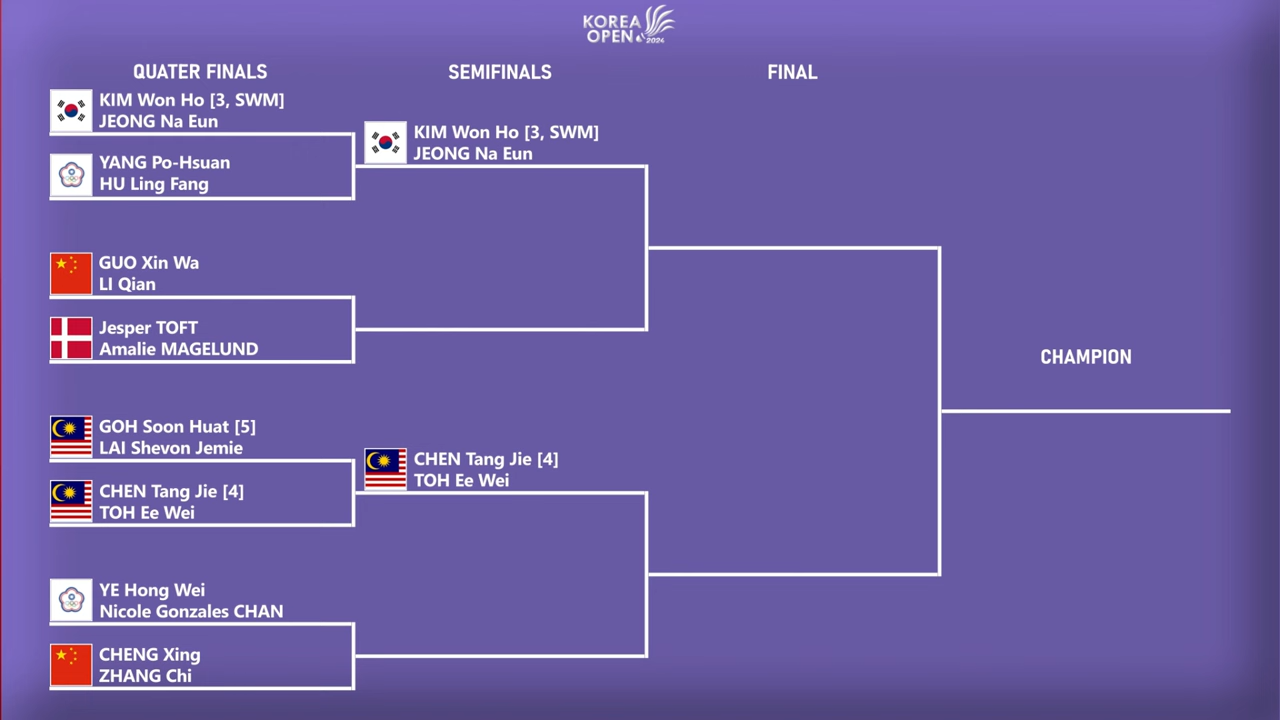 KOREA
OPEN 2024
QUATER FINALS
SEMIFINALS
FINAL
KIM Won Ho [3, SWM]
JEONG Na Eun
YANG Po-Hsuan
HU Ling Fang
KIM Won Ho [3, SWM]
JEONG Na Eun
GUO Xin Wa
LI Qian
Jesper TOFT
Amalie MAGELUND
CHAMPION
GOH Soon Huat [5]
LAI Shevon Jemie
CHEN Tang Jie [4]
TOH Ee Wei
CHEN Tang Jie [4]
TOH Ee Wei
YE Hong Wei
Nicole Gonzales CHAN
CHENG Xing
ZHANG Chi